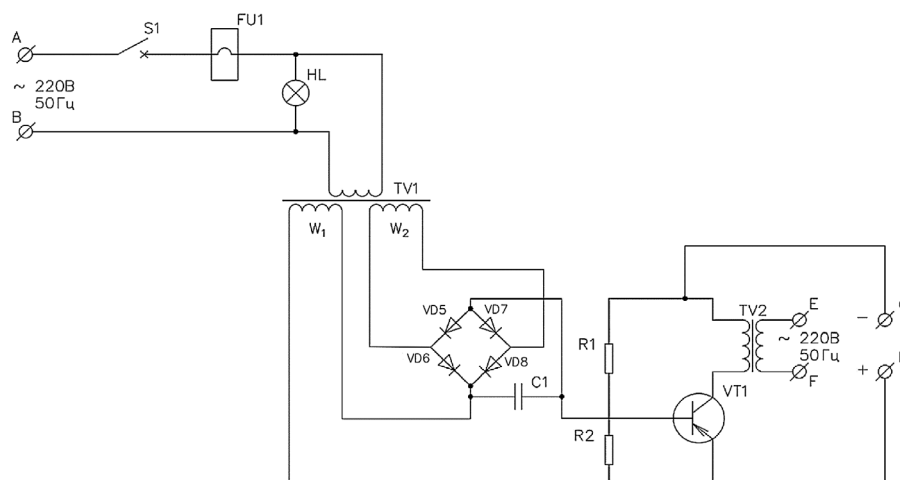 A
S1
FU1
~ 220В
50Гц
HL
B
TV1
W1
W2
VD5
VD7
VD6
VD8
C1
R1
R2
VT1
TV2
E
~ 220В
50Гц
F
−
+